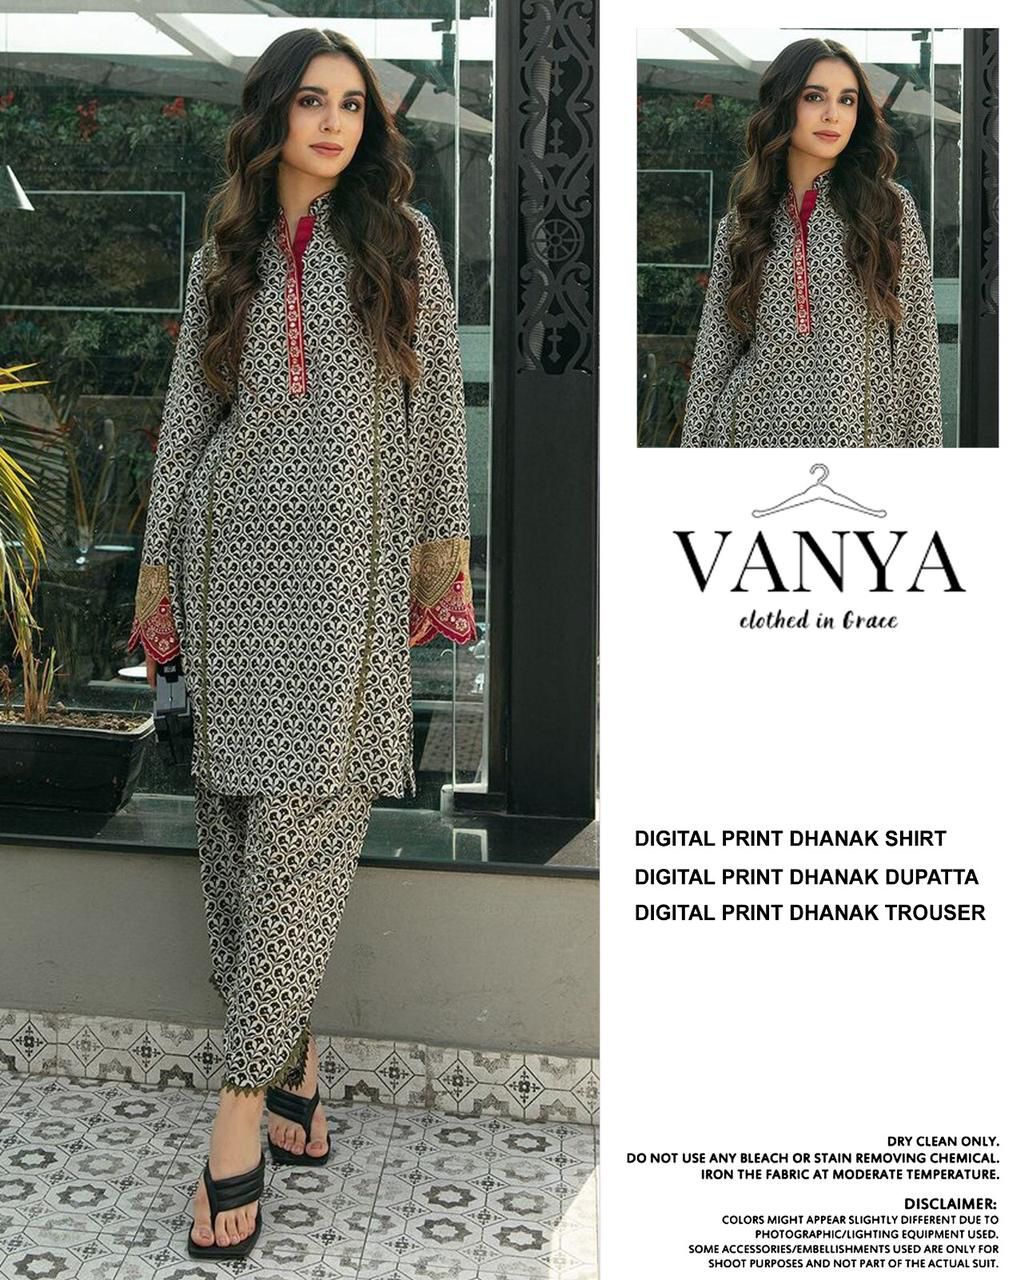 VANYA
clothed in Grace
DIGITAL PRINT DHANAK SHIRT
DIGITAL PRINT DHANAK DUPATTA
DIGITAL PRINT DHANAK TROUSER
DRY CLEAN ONLY.
DO NOT USE ANY BLEACH OR STAIN REMOVING CHEMICAL.
IRON THE FABRIC AT MODERATE TEMPERATURE.
DISCLAIMER:
COLORS MIGHT APPEAR SLIGHTLY DIFFERENT DUE TO
PHOTOGRAPHIC/LIGHTING EQUIPMENT USED.
SOME ACCESSORIES/EMBELLISHMENTS USED ARE ONLY FOR
SHOOT PURPOSES AND NOT PART OF THE ACTUAL SUIT.